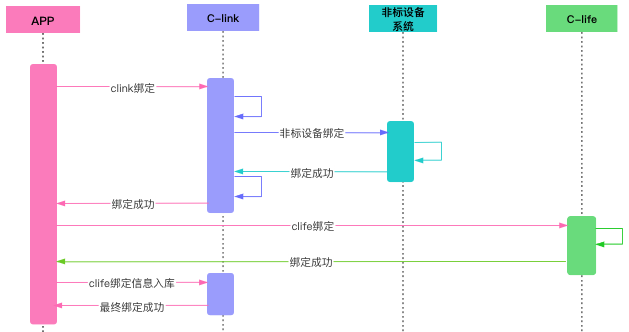 APP
C-link
非标设备
系统
C-life
clink绑定
非标设备绑定
绑定成功
绑定成功
clife绑定
绑定成功
clife绑定信息入库
最终绑定成功